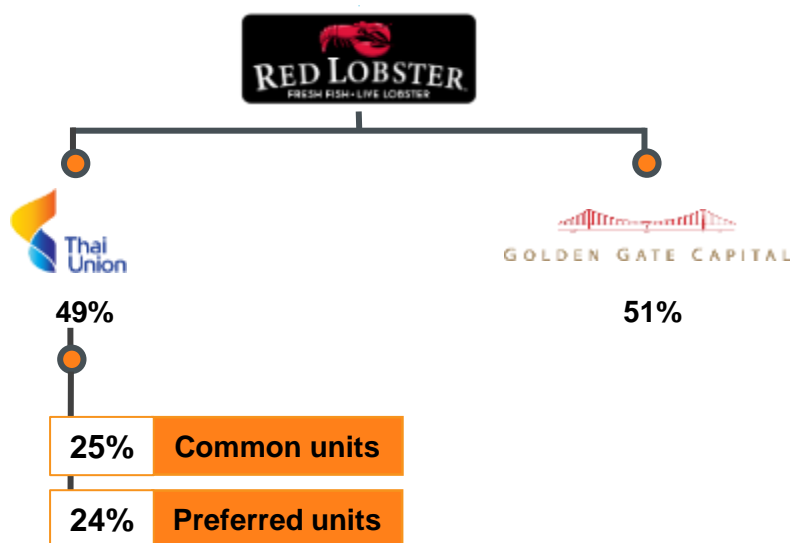 RED LOBSTER
FRESH FISH • LIVE LOBSTER
Thai
Union
GOLDEN GATE CAPITAL
49%
51%
25% Common units
24% Preferred units